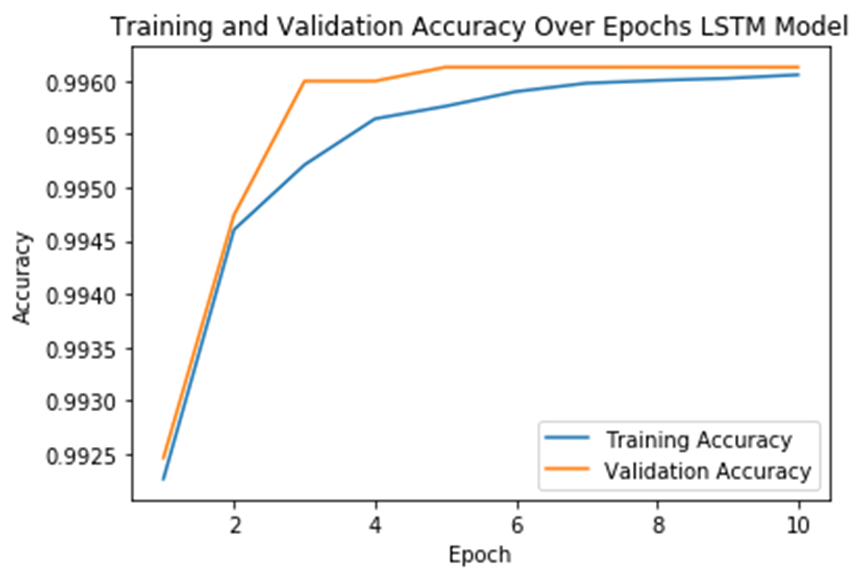 Training and Validation Accuracy Over Epochs LSTM Model
0.9960
0.9955
0.9950
0.9945
0.9940
0.9935
0.9930
0.9925
Accuracy
Training Accuracy
Validation Accuracy
2 4 6 8 10
Epoch